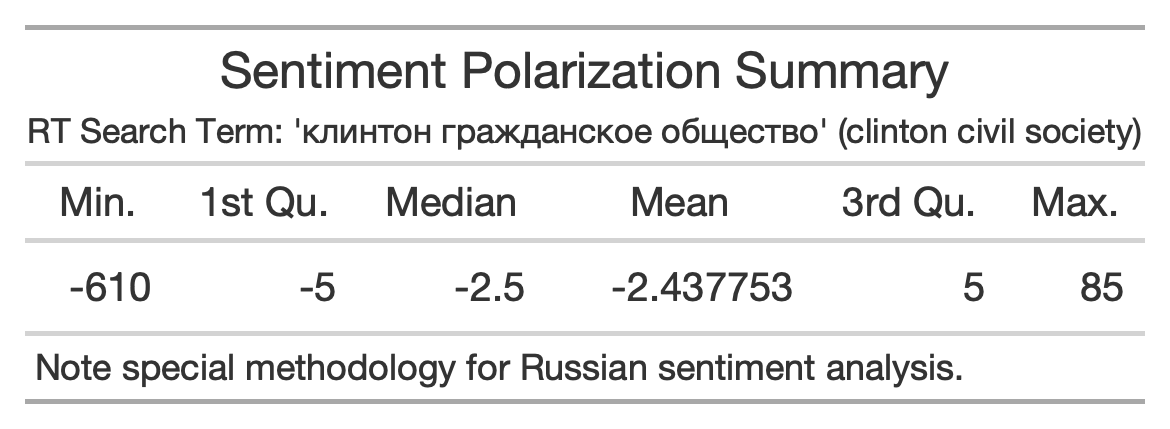 Sentiment Polarization Summary
RT Search Term: 'клинтон гражданское общество' (clinton civil society)
Min. 1st Qu. Median Mean 3rd Qu. Max.
-610 -5 -2.5 -2.437753 5 85
Note special methodology for Russian sentiment analysis.